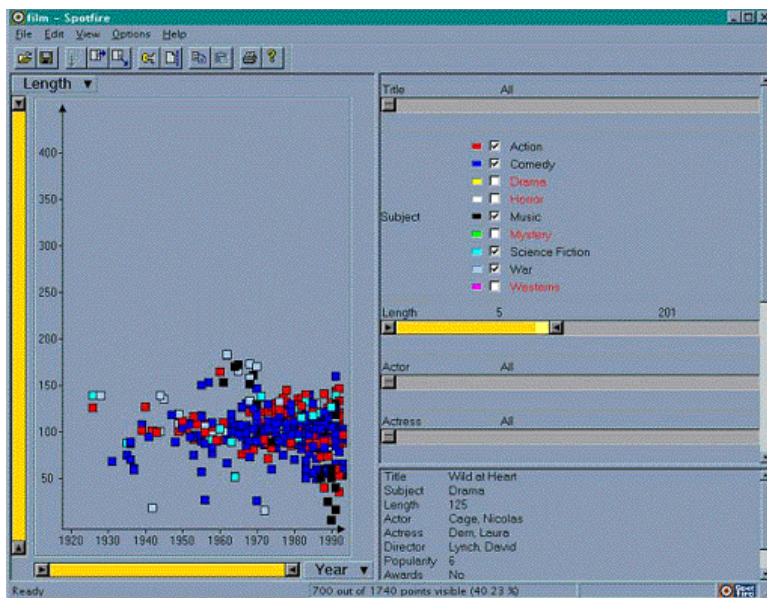 film - Spotfire
File Edit View Options Help
Length
400
350
300
250
200
150
100
50
1920 1930 1940 1950 1960 1970 1980 1990
Year
Title All
Subject
Action
Comedy
Drama
Horror
Music
Mystery
Science Fiction
War
Westerns
Length 5 201
Actor All
Actress All
Title Wild at Heart
Subject Drama
Length 125
Actor Cage, Nicolas
Actress Dern, Laura
Director Lynch, David
Popularity 6
Awards No
Ready 700 out of 1740 points visible (40.23 %)
Spot
Fire